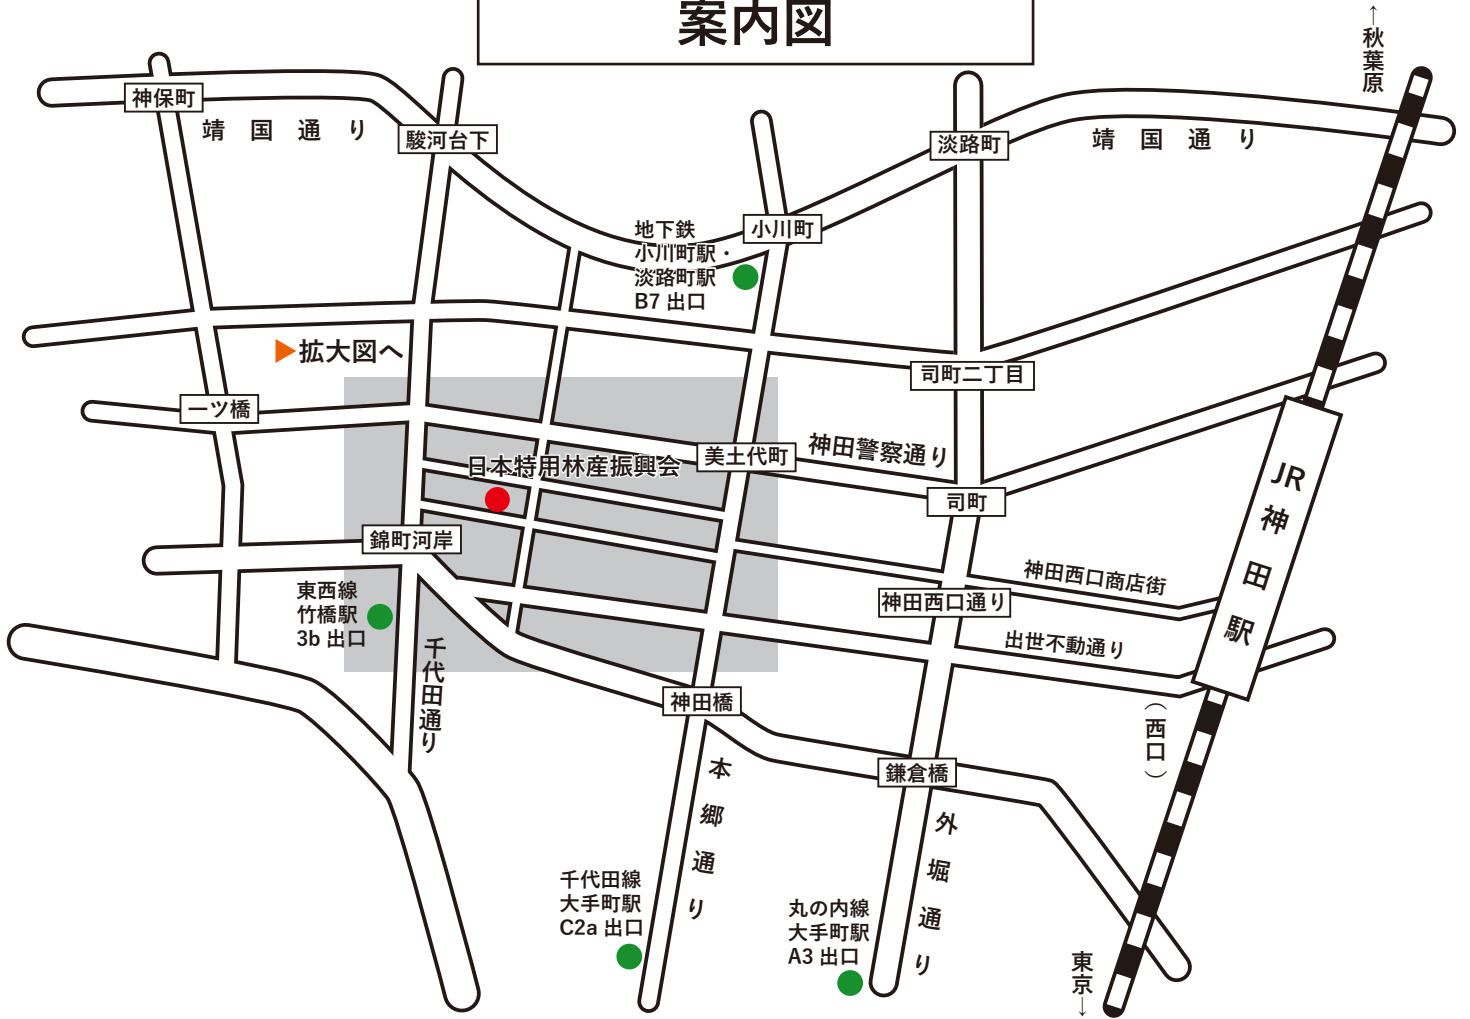 案内図
↑秋葉原
神保町
靖国通り
駿河台下
淡路町
靖国通り
小川町
地下鉄
小川町駅・
淡路町駅
B7 出口
拡大図へ
司町二丁目
一ツ橋
神田警察通り
美土代町
日本特用林産振興会
司町
JR神田駅
錦町河岸
神田西口商店街
東西線
竹橋駅
3b 出口
神田西口通り
出世不動通り
千代田通り
神田橋
（西口）
鎌倉橋
本郷通り
外堀通り
千代田線
大手町駅
C2a 出口
丸の内線
大手町駅
A3 出口
東京↓